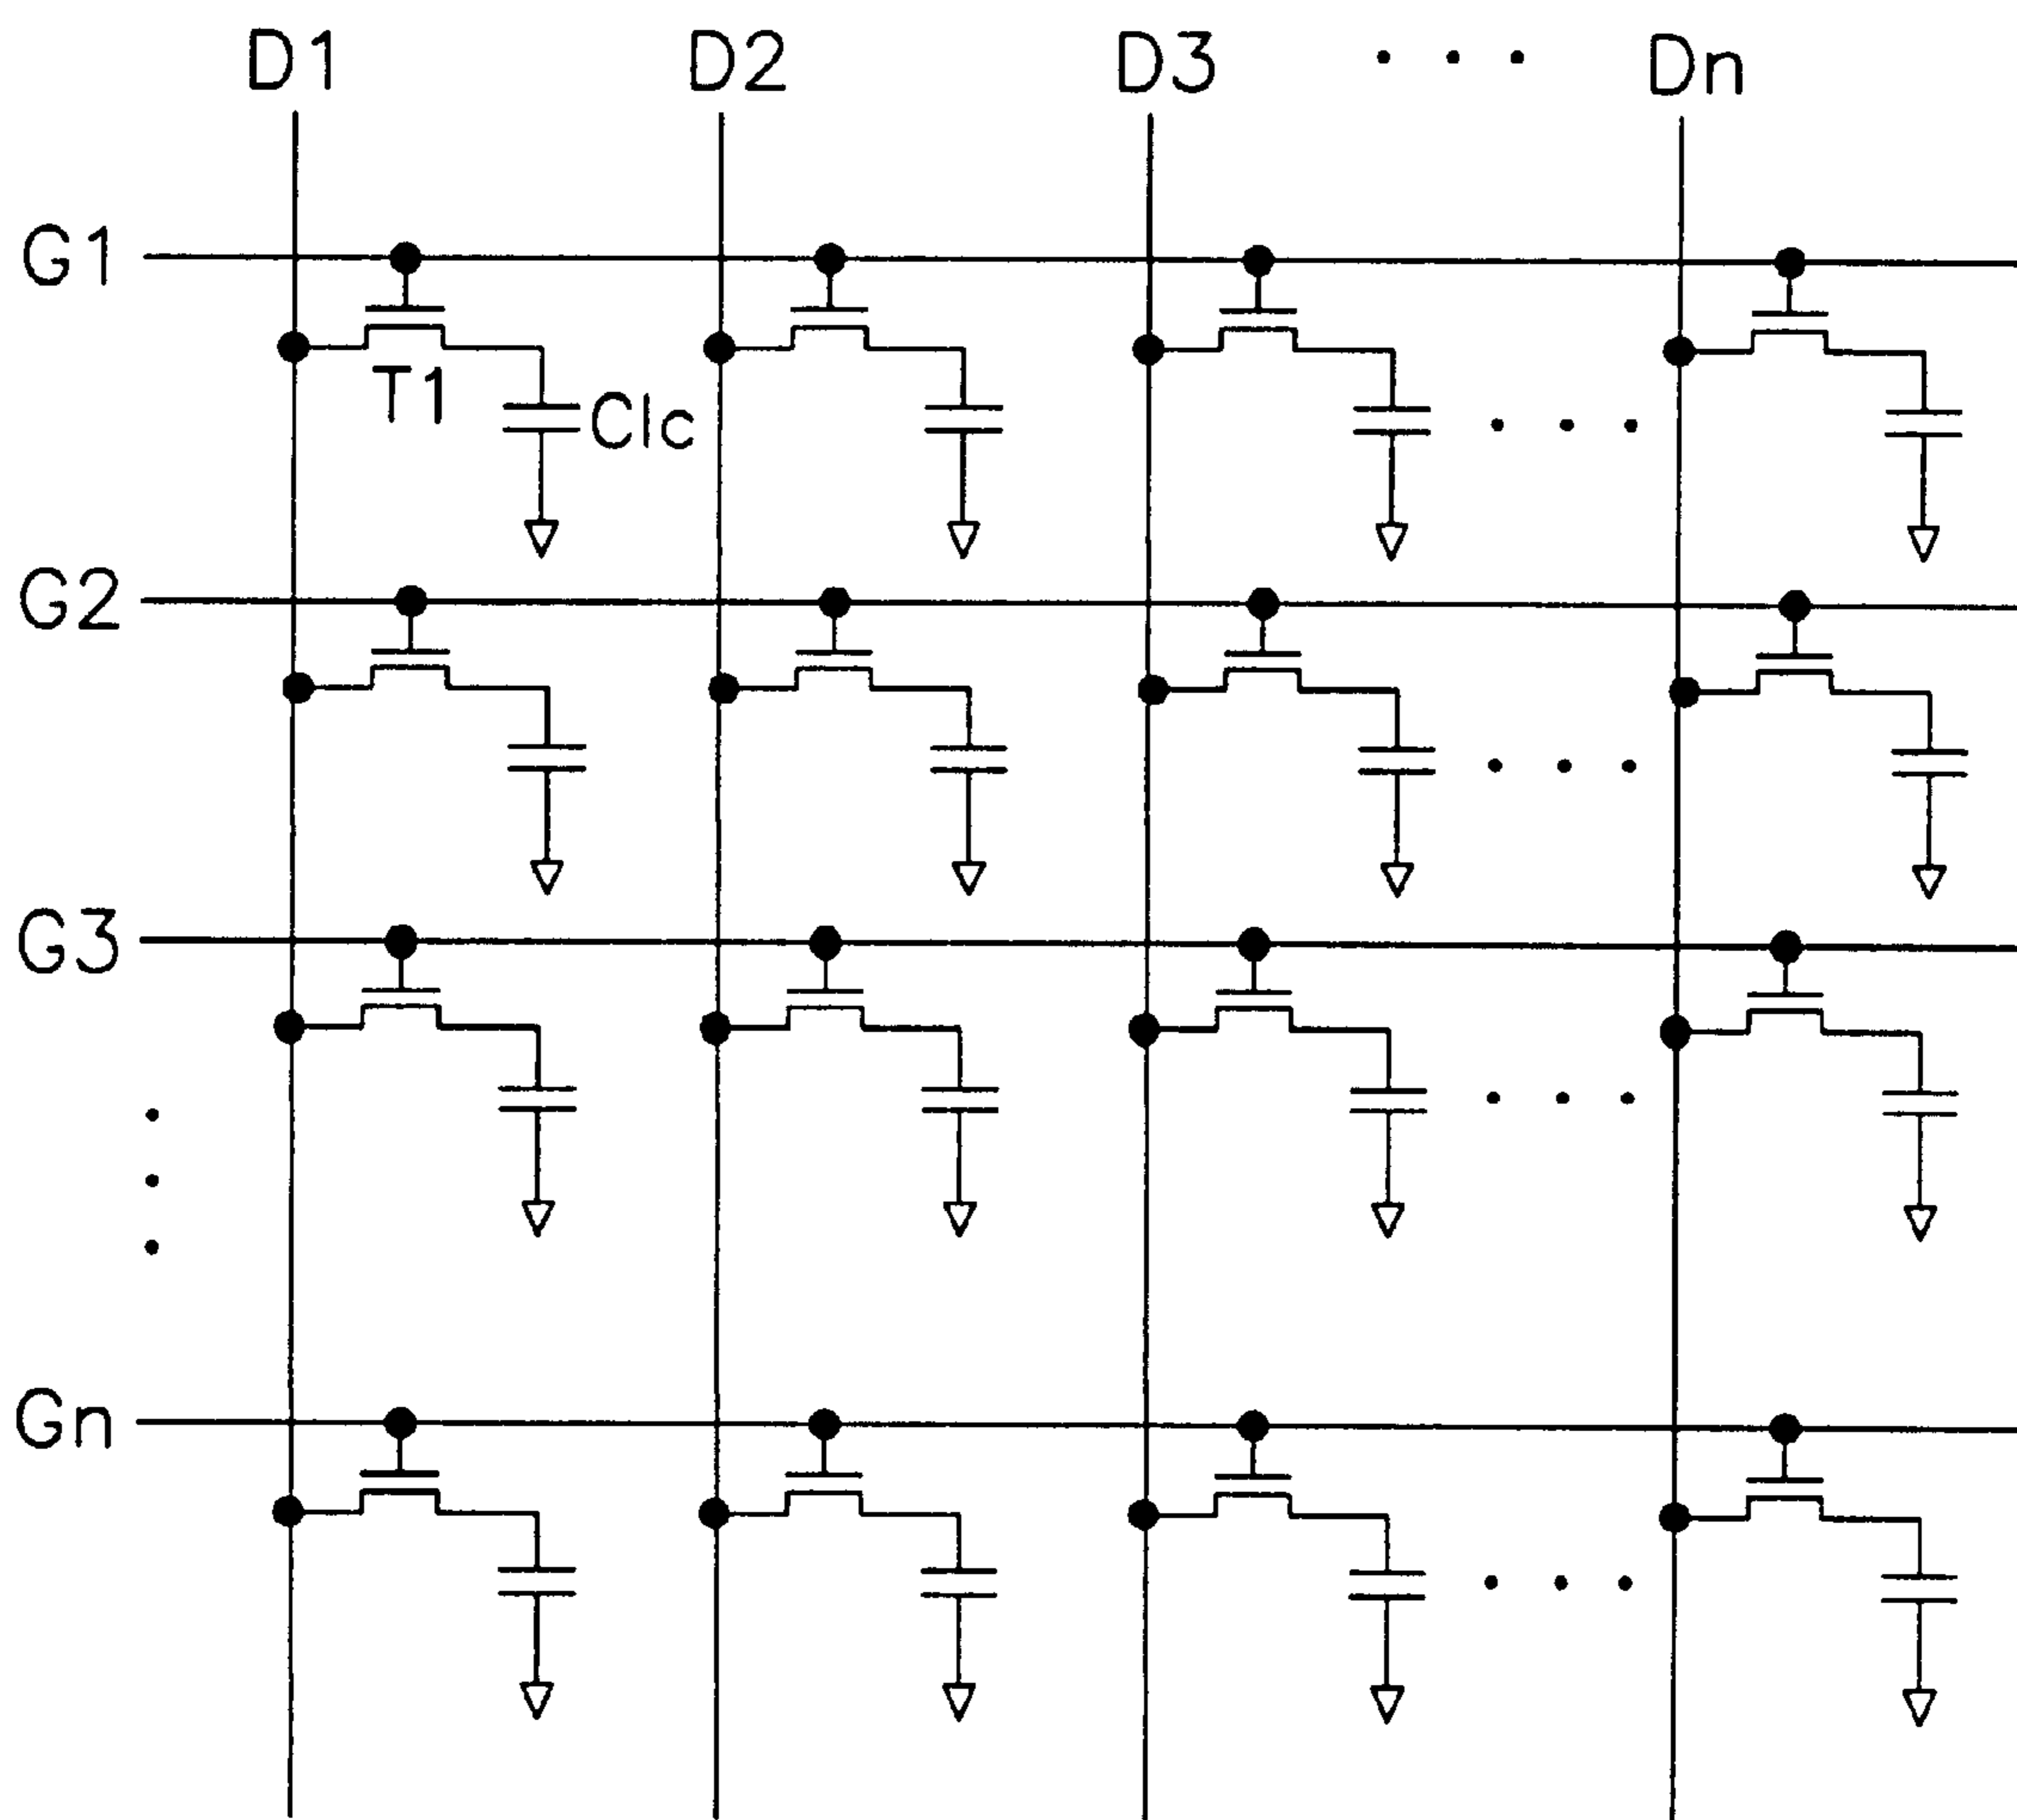 D1 D2 D3 . . . Dn
G1
T1
Clc
. . .
G2
. . .
G3
. . .
.
.
.
Gn
. . .